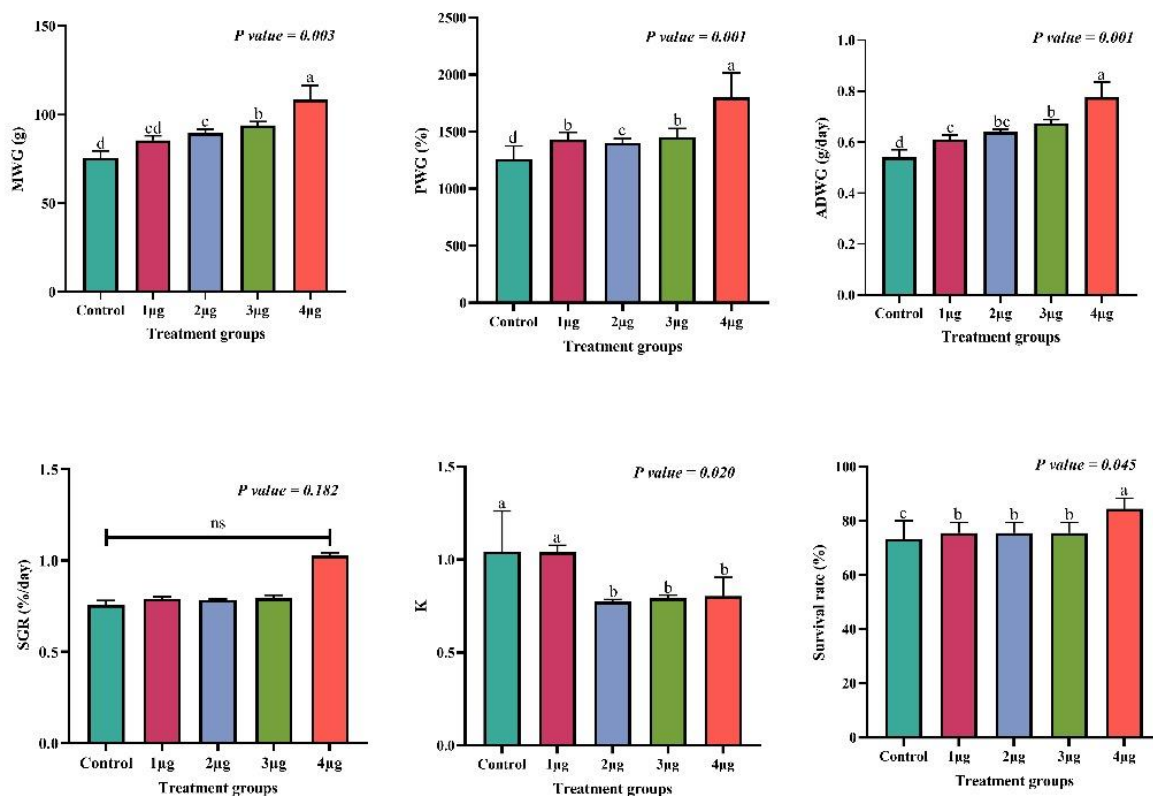 P value = 0.003
MWG (g)
150
100
50
0
d
cd
c
b
a
Control 1µg 2µg 3µg 4µg
Treatment groups
P value = 0.001
PWG (%)
2500
2000
1500
1000
500
0
d
b
c
b
a
Control 1µg 2µg 3µg 4µg
Treatment groups
P value = 0.001
ADWG (g/day)
1.0
0.8
0.6
0.4
0.2
0.0
d
c
bc
b
a
Control 1µg 2µg 3µg 4µg
Treatment groups
P value = 0.182
SGR (%/day)
1.5
1.0
0.5
0.0
ns
Control 1µg 2µg 3µg 4µg
Treatment groups
P value = 0.020
K
1.5
1.0
0.5
0.0
a
a
b
b
b
Control 1µg 2µg 3µg 4µg
Treatment groups
P value = 0.045
Survival rate (%)
100
80
60
40
20
0
c
b
b
b
a
Control 1µg 2µg 3µg 4µg
Treatment groups